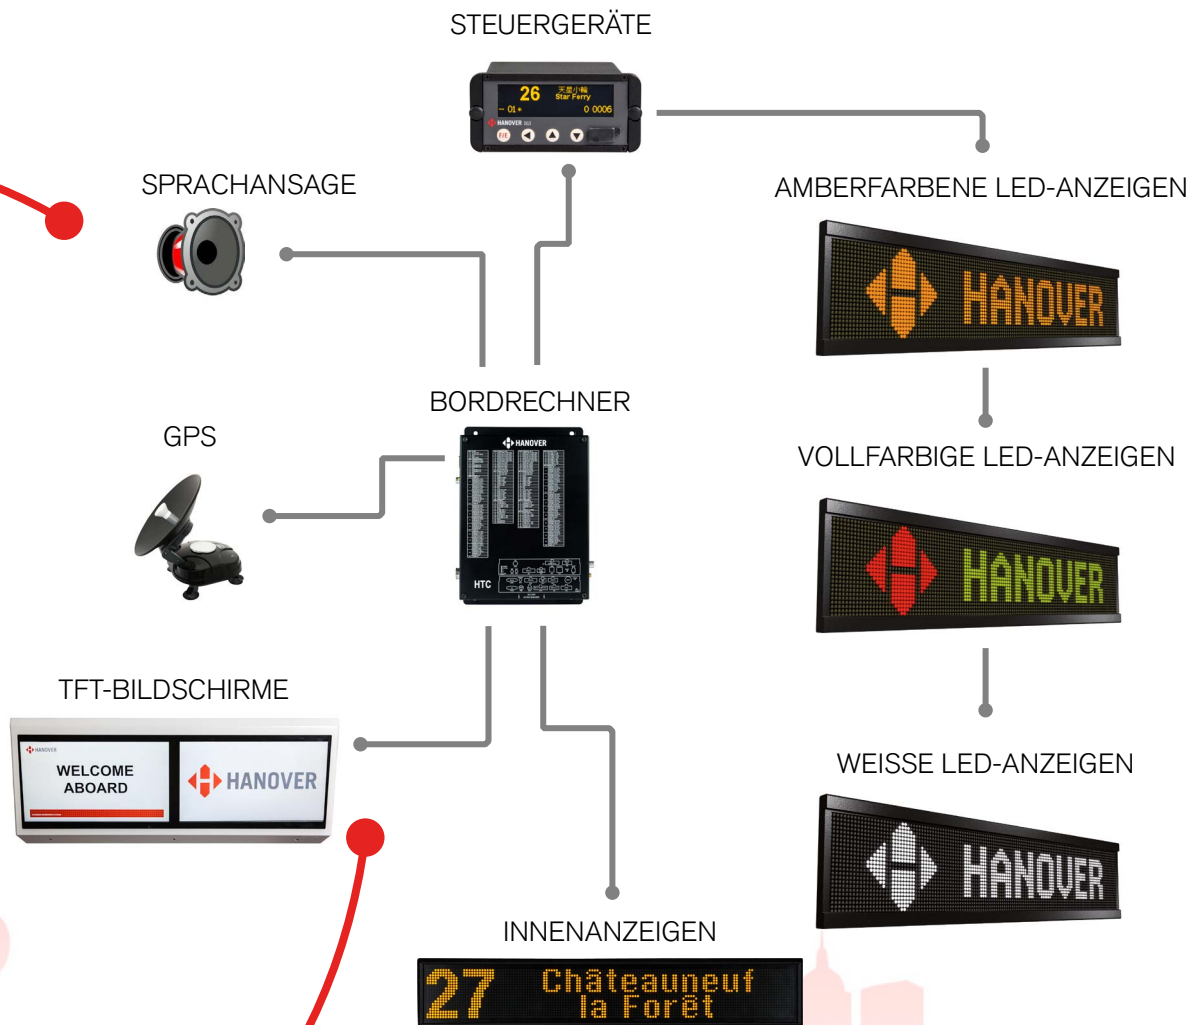 STEUERGERÄTE
26 天星小輪
Star Ferry
01 0 0006
HANOVER
F/E
SPRACHANSAGE
AMBERFARBENE LED-ANZEIGEN
HANOVER
BORDRECHNER
HANOVER
HTC
GPS
VOLLFARBIGE LED-ANZEIGEN
HANOVER
TFT-BILDSCHIRME
HANOVER
WELCOME
ABOARD
HANOVER
WEISSE LED-ANZEIGEN
HANOVER
INNENANZEIGEN
27 Châteauneuf
la Forêt